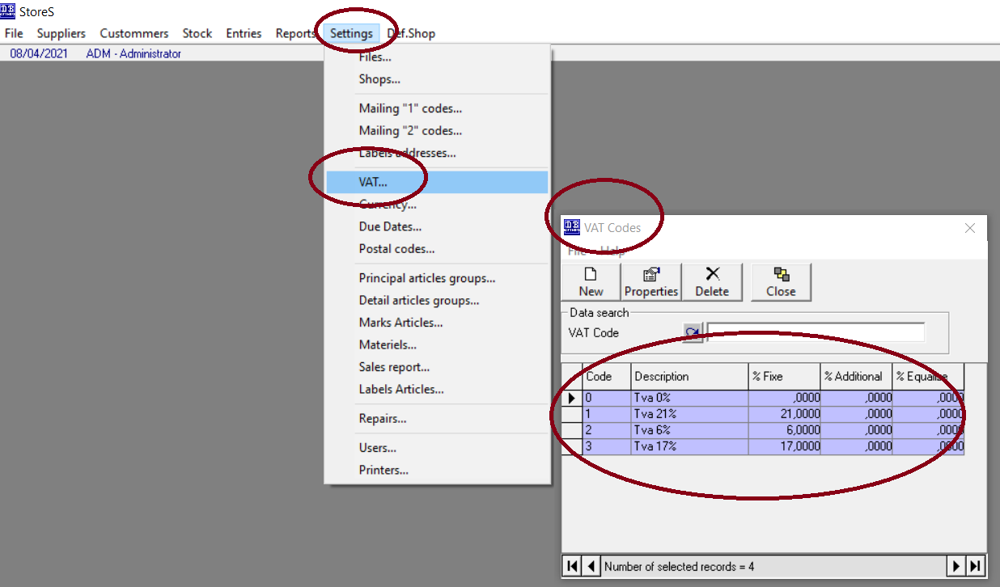 StoreS
File Suppliers Custommers Stock Entries Reports Settings Def.Shop
08/04/2021 ADM - Administrator
Files...
Shops...
Mailing "1" codes...
Mailing "2" codes...
Labels addresses...
VAT...
Currency...
Due Dates...
Postal codes...
Principal articles groups...
Detail articles groups...
Marks Articles...
Materiels...
Sales report...
Labels Articles...
Repairs...
Users...
Printers...
VAT Codes
File Help
New Properties Delete Close
Data search
VAT Code
Code Description % Fixe % Additional % Equalise
0 Tva 0% ,0000 ,0000 ,0000
1 Tva 21% 21,0000 ,0000 ,0000
2 Tva 6% 6,0000 ,0000 ,0000
3 Tva 17% 17,0000 ,0000 ,0000
Number of selected records = 4